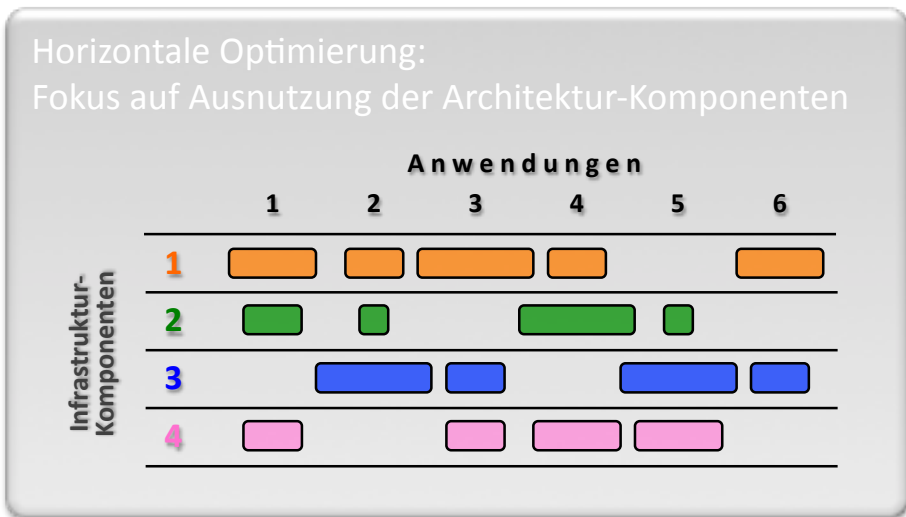 Horizontale Optimierung:
Fokus auf Ausnutzung der Architektur-Komponenten
Anwendungen
1 2 3 4 5 6
Infrastruktur-
Komponenten
1
2
3
4